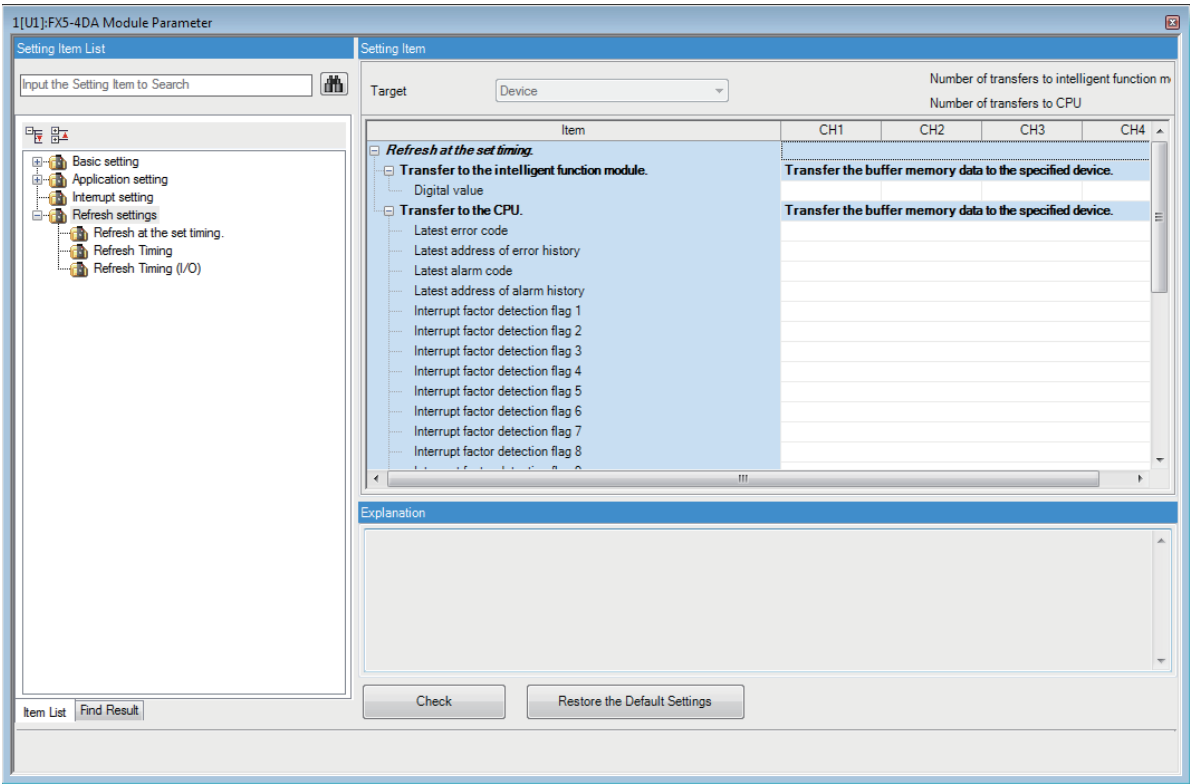 1[U1]:FX5-4DA Module Parameter
Setting Item List
Input the Setting Item to Search
Basic setting
Application setting
Interrupt setting
Refresh settings
Refresh at the set timing.
Refresh Timing
Refresh Timing (I/O)
Item List Find Result
Setting Item
Target Device
Number of transfers to intelligent function m
Number of transfers to CPU
Item CH1 CH2 CH3 CH4
Refresh at the set timing.
Transfer to the intelligent function module. Transfer the buffer memory data to the specified device.
Digital value
Transfer to the CPU. Transfer the buffer memory data to the specified device.
Latest error code
Latest address of error history
Latest alarm code
Latest address of alarm history
Interrupt factor detection flag 1
Interrupt factor detection flag 2
Interrupt factor detection flag 3
Interrupt factor detection flag 4
Interrupt factor detection flag 5
Interrupt factor detection flag 6
Interrupt factor detection flag 7
Interrupt factor detection flag 8
Explanation
Check Restore the Default Settings